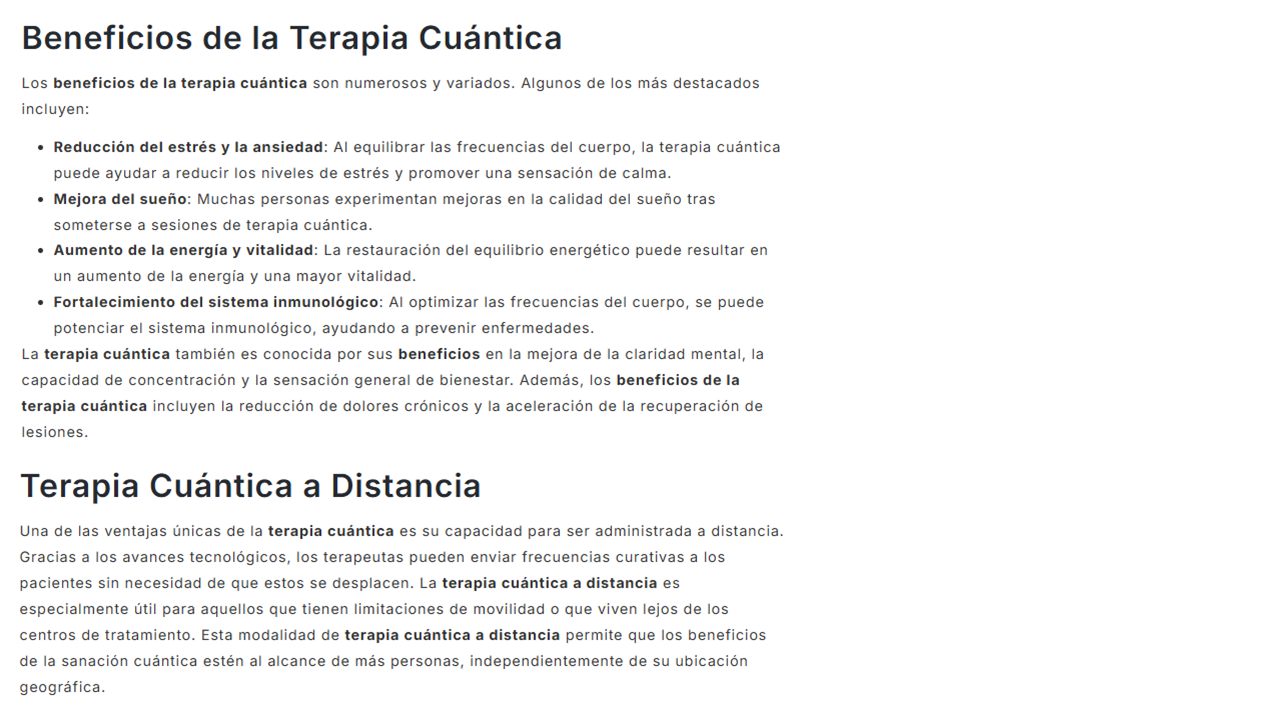 Beneficios de la Terapia Cuántica
Los beneficios de la terapia cuántica son numerosos y variados. Algunos de los más destacados
incluyen:
• Reducción del estrés y la ansiedad: Al equilibrar las frecuencias del cuerpo, la terapia cuántica
puede ayudar a reducir los niveles de estrés y promover una sensación de calma.
• Mejora del sueño: Muchas personas experimentan mejoras en la calidad del sueño tras
someterse a sesiones de terapia cuántica.
• Aumento de la energía y vitalidad: La restauración del equilibrio energético puede resultar en
un aumento de la energía y una mayor vitalidad.
• Fortalecimiento del sistema inmunológico: Al optimizar las frecuencias del cuerpo, se puede
potenciar el sistema inmunológico, ayudando a prevenir enfermedades.
La terapia cuántica también es conocida por sus beneficios en la mejora de la claridad mental, la
capacidad de concentración y la sensación general de bienestar. Además, los beneficios de la
terapia cuántica incluyen la reducción de dolores crónicos y la aceleración de la recuperación de
lesiones.
Terapia Cuántica a Distancia
Una de las ventajas únicas de la terapia cuántica es su capacidad para ser administrada a distancia.
Gracias a los avances tecnológicos, los terapeutas pueden enviar frecuencias curativas a los
pacientes sin necesidad de que estos se desplacen. La terapia cuántica a distancia es
especialmente útil para aquellos que tienen limitaciones de movilidad o que viven lejos de los
centros de tratamiento. Esta modalidad de terapia cuántica a distancia permite que los beneficios
de la sanación cuántica estén al alcance de más personas, independientemente de su ubicación
geográfica.